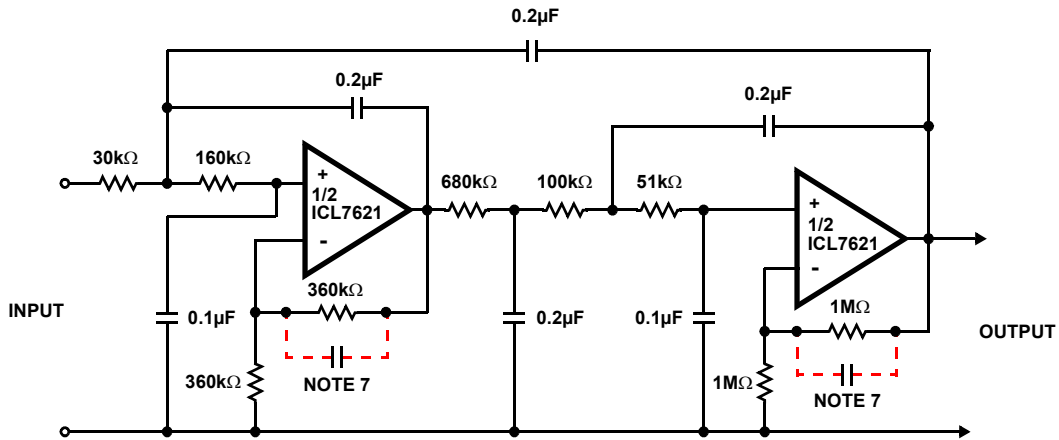 0.2µF
0.2µF
0.2µF
30kΩ
160kΩ
+
1/2
ICL7621
-
680kΩ
100kΩ
51kΩ
+
1/2
ICL7621
-
INPUT
0.1µF
360kΩ
NOTE 7
360kΩ
0.2µF
0.1µF
1MΩ
NOTE 7
1MΩ
OUTPUT